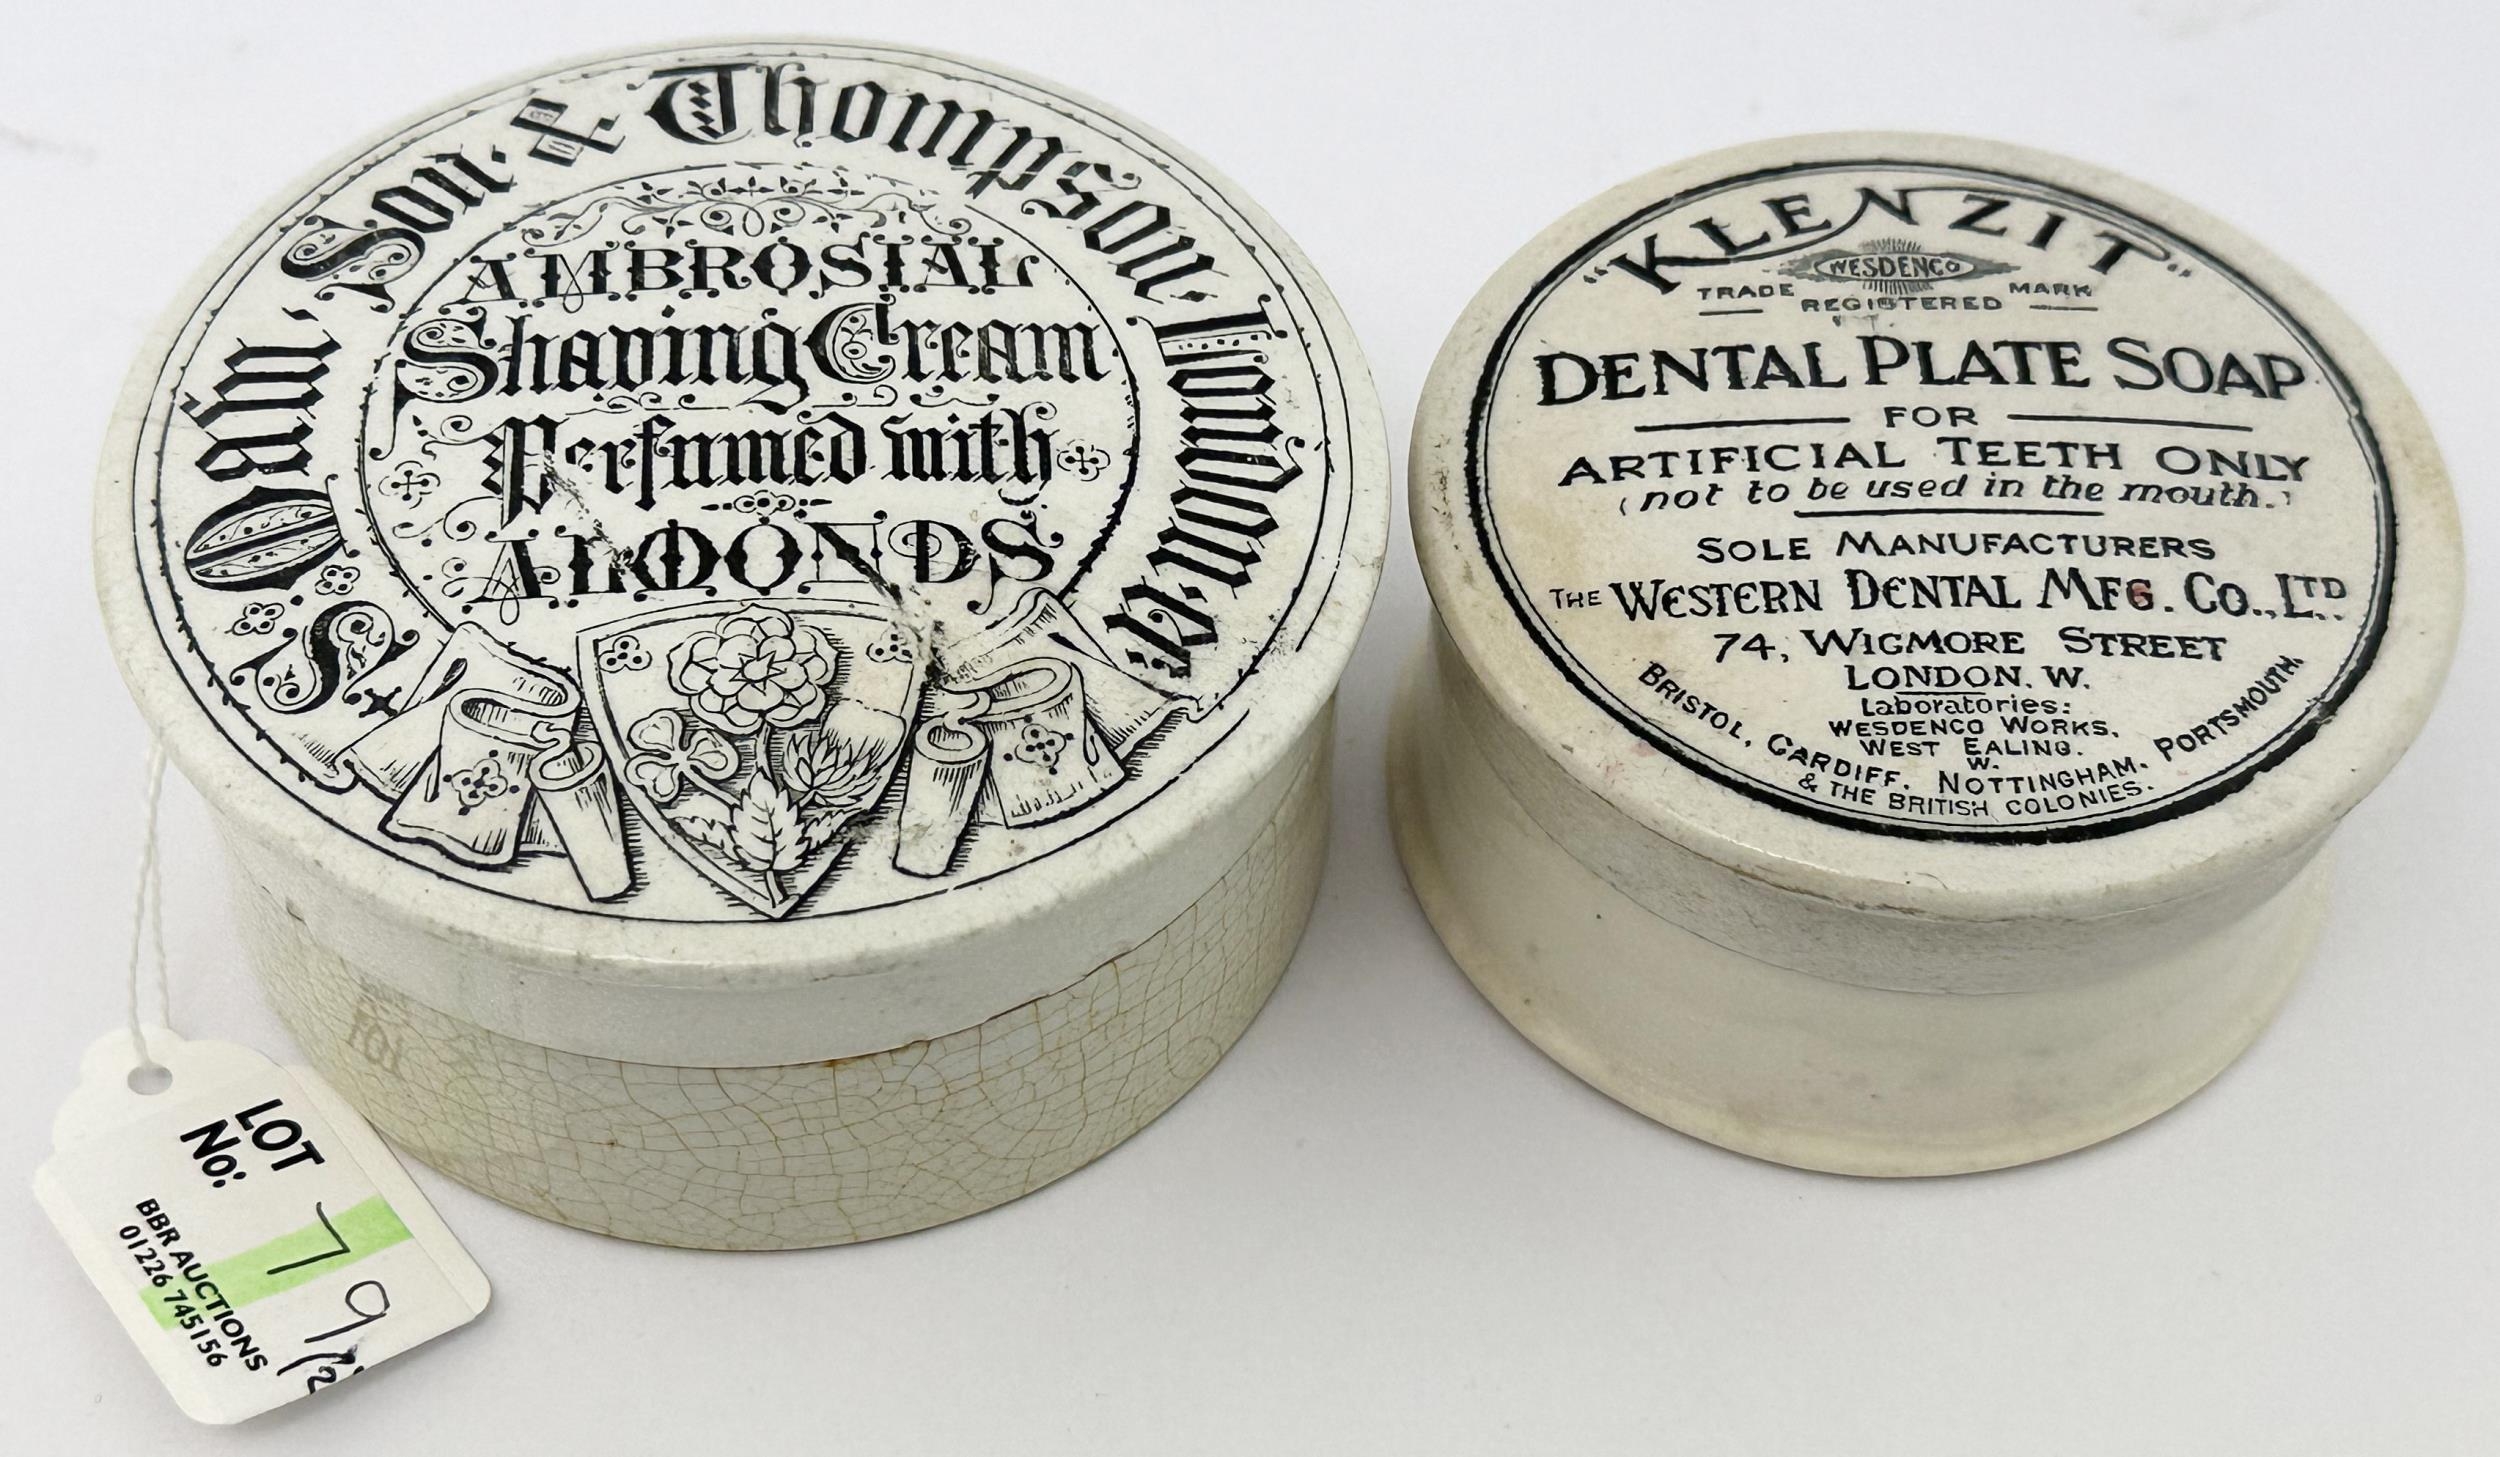 S. Maw, Son. & Thompson. London. E.C.
AMBROSIAL
Shaving Cream
Perfumed with
ALMONDS
"KLENZIT"
WESDENCO
TRADE MARK
REGISTERED
DENTAL PLATE SOAP
FOR
ARTIFICIAL TEETH ONLY
(not to be used in the mouth.)
SOLE MANUFACTURERS
THE WESTERN DENTAL MFG. CO., LTD.
74, WIGMORE STREET
LONDON. W.
Laboratories:
WESDENCO WORKS,
WEST EALING.
W.
BRISTOL, CARDIFF, NOTTINGHAM. PORTSMOUTH.
& THE BRITISH COLONIES.
LOT
No:
79
(2)
BBR AUCTIONS
01226 745156